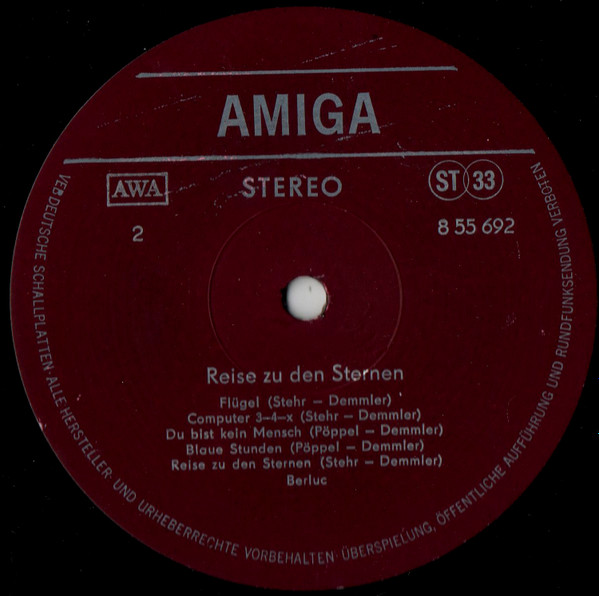 AMIGA
AWA
STEREO
ST 33
2
8 55 692
Reise zu den Sternen
Flügel (Stehr – Demmler)
Computer 3–4–x (Stehr – Demmler)
Du bist kein Mensch (Pöppel – Demmler)
Blaue Stunden (Pöppel – Demmler)
Reise zu den Sternen (Stehr – Demmler)
Berluc
VEB DEUTSCHE SCHALLPLATTEN · ALLE HERSTELLER- UND URHEBERRECHTE VORBEHALTEN · ÜBERSPIELUNG, ÖFFENTLICHE AUFFÜHRUNG UND RUNDFUNKSENDUNG VERBOTEN